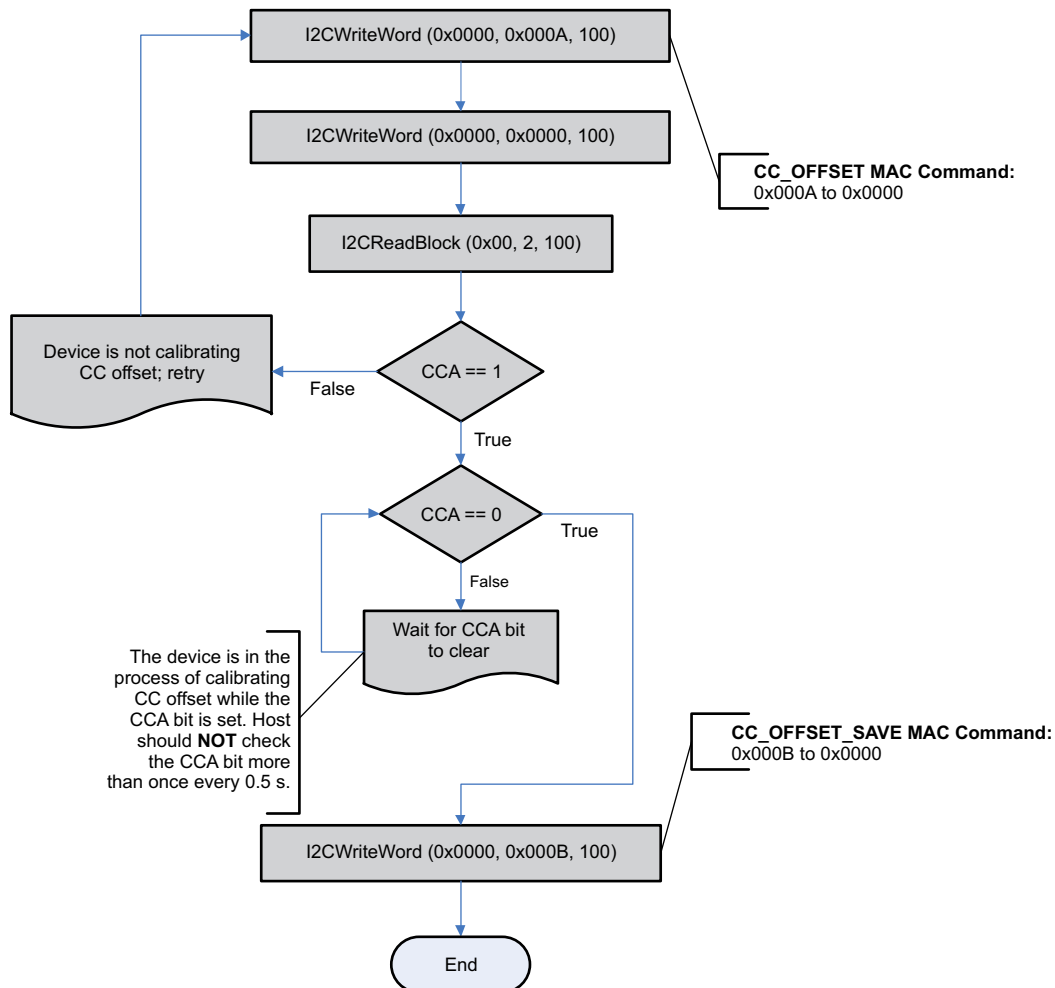 I2CWriteWord (0x0000, 0x000A, 100)
I2CWriteWord (0x0000, 0x0000, 100)
CC_OFFSET MAC Command:
0x000A to 0x0000
I2CReadBlock (0x00, 2, 100)
Device is not calibrating
CC offset; retry
False
CCA == 1
True
CCA == 0
True
False
Wait for CCA bit
to clear
The device is in the
process of calibrating
CC offset while the
CCA bit is set. Host
should NOT check
the CCA bit more
than once every 0.5 s.
CC_OFFSET_SAVE MAC Command:
0x000B to 0x0000
I2CWriteWord (0x0000, 0x000B, 100)
End